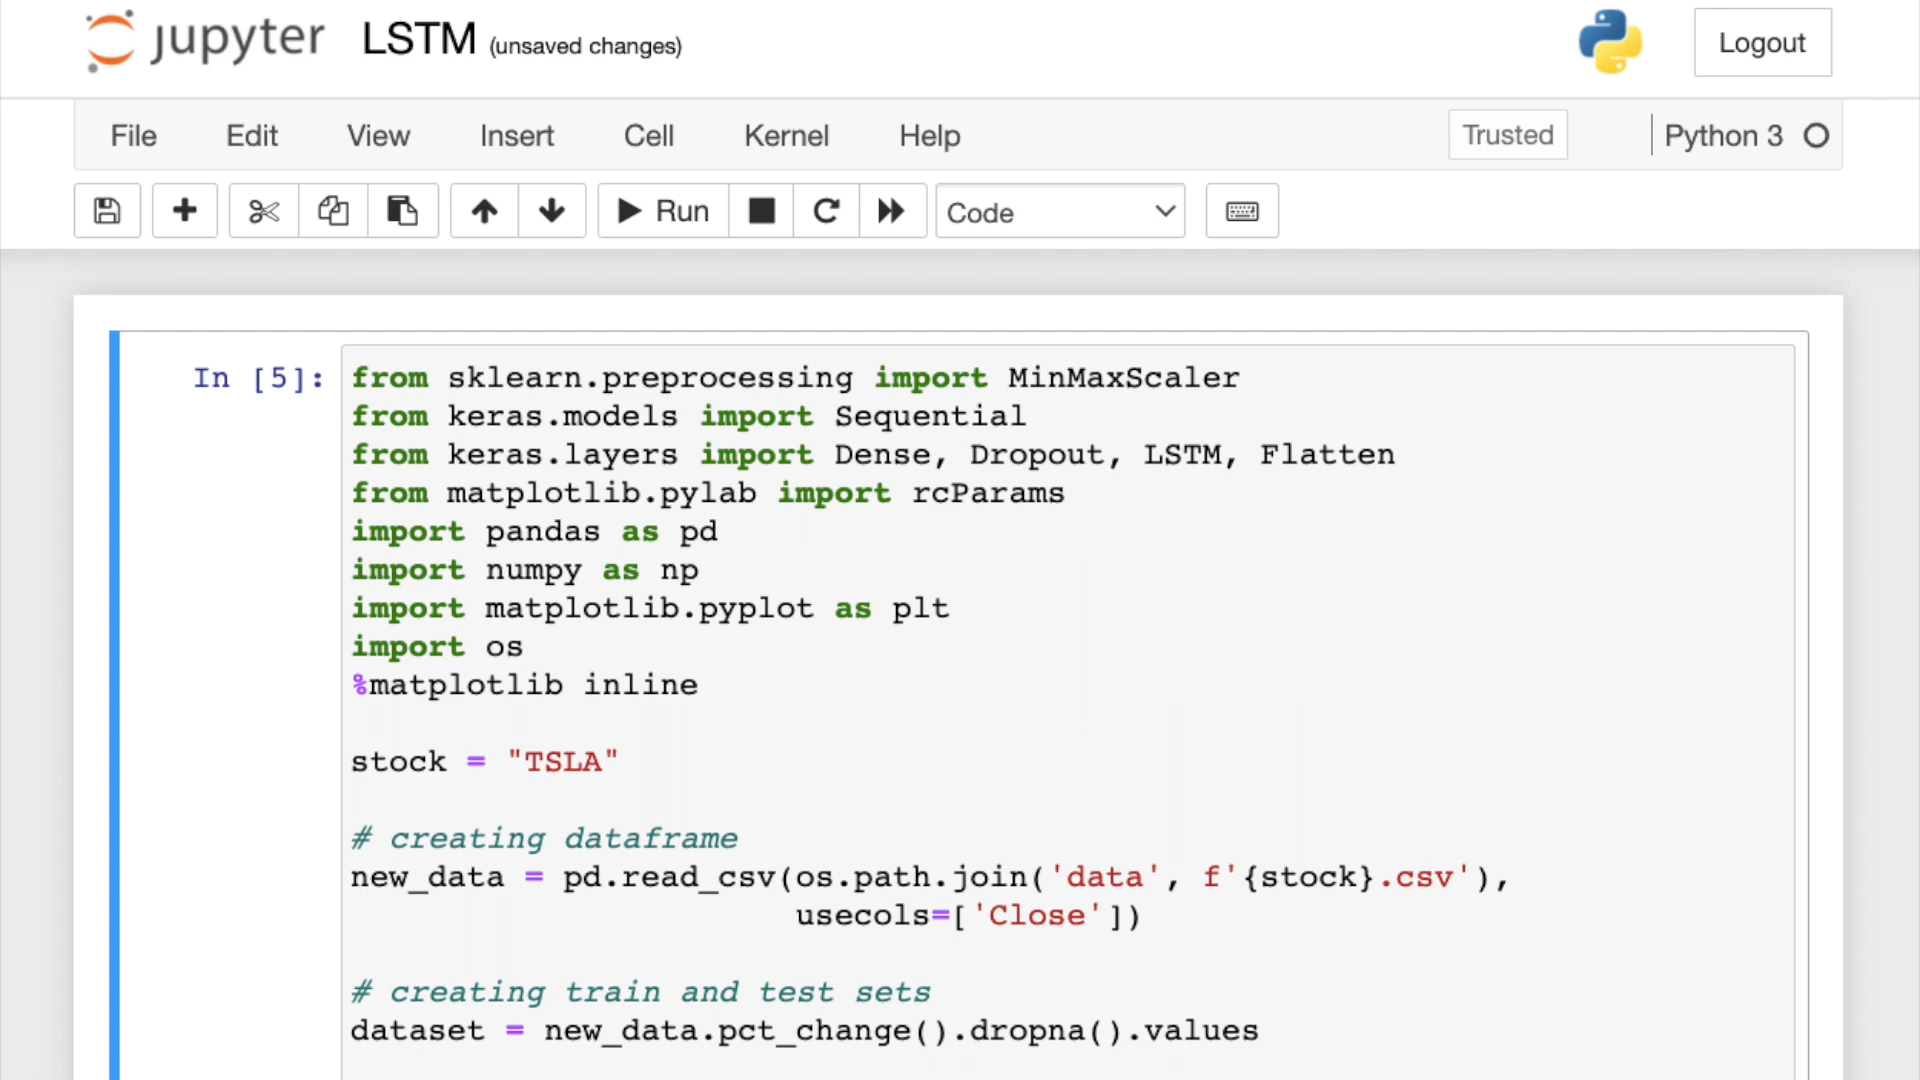 jupyter LSTM (unsaved changes) Logout
File Edit View Insert Cell Kernel Help Trusted Python 3
Run Code
In [5]: from sklearn.preprocessing import MinMaxScaler
from keras.models import Sequential
from keras.layers import Dense, Dropout, LSTM, Flatten
from matplotlib.pylab import rcParams
import pandas as pd
import numpy as np
import matplotlib.pyplot as plt
import os
%matplotlib inline
stock = "TSLA"
# creating dataframe
new_data = pd.read_csv(os.path.join('data', f'{stock}.csv'),
usecols=['Close'])
# creating train and test sets
dataset = new_data.pct_change().dropna().values